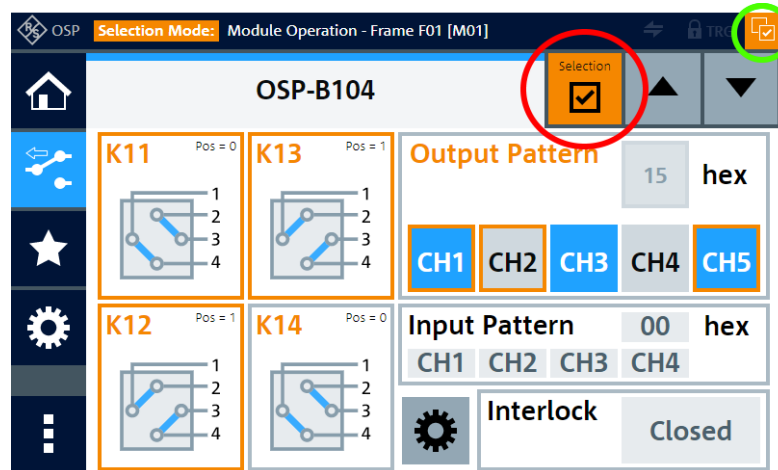 R&S OSP Selection Mode: Module Operation - Frame F01 [M01] TRG
OSP-B104
Selection
K11 Pos = 0
1
2
3
4
K13 Pos = 1
1
2
3
4
Output Pattern 15 hex
CH1 CH2 CH3 CH4 CH5
K12 Pos = 1
1
2
3
4
K14 Pos = 0
1
2
3
4
Input Pattern 00 hex
CH1 CH2 CH3 CH4
Interlock Closed